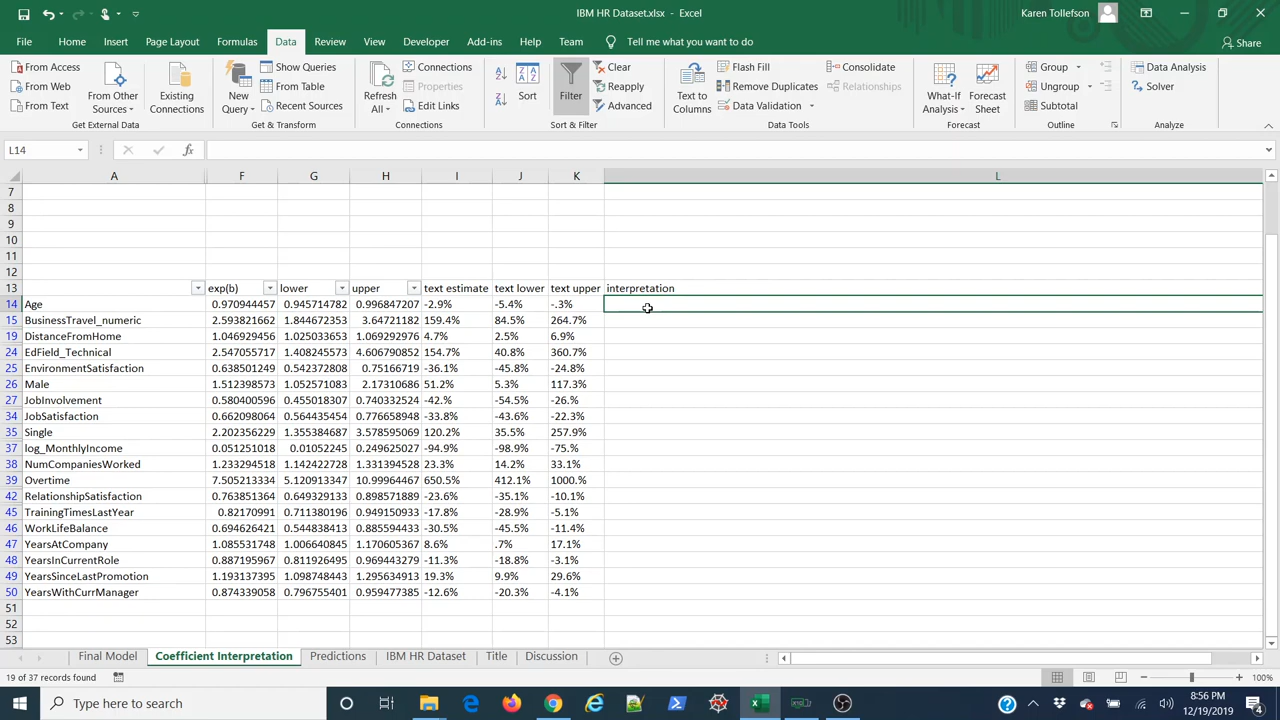 IBM HR Dataset.xlsx - Excel
Karen Tollefson
File Home Insert Page Layout Formulas Data Review View Developer Add-ins Help Team Tell me what you want to do Share
From Access
From Web
From Text
From Other Sources
Existing Connections
Get External Data
New Query
Show Queries
From Table
Recent Sources
Get & Transform
Refresh All
Connections
Properties
Edit Links
Connections
Sort
Filter
Clear
Reapply
Advanced
Sort & Filter
Text to Columns
Flash Fill
Remove Duplicates
Data Validation
Consolidate
Relationships
Data Tools
What-If Analysis
Forecast Sheet
Forecast
Group
Ungroup
Subtotal
Outline
Data Analysis
Solver
Analyze
L14 fx
A F G H I J K L
7
8
9
10
11
12
13 exp(b) lower upper text estimate text lower text upper interpretation
14 Age 0.970944457 0.945714782 0.996847207 -2.9% -5.4% -.3%
15 BusinessTravel_numeric 2.593821662 1.844672353 3.64721182 159.4% 84.5% 264.7%
19 DistanceFromHome 1.046929456 1.025033653 1.069292976 4.7% 2.5% 6.9%
24 EdField_Technical 2.547055717 1.408245573 4.606790852 154.7% 40.8% 360.7%
25 EnvironmentSatisfaction 0.638501249 0.542372808 0.75166719 -36.1% -45.8% -24.8%
26 Male 1.512398573 1.052571083 2.17310686 51.2% 5.3% 117.3%
27 JobInvolvement 0.580400596 0.455018307 0.740332524 -42.% -54.5% -26.%
34 JobSatisfaction 0.662098064 0.564435454 0.776658948 -33.8% -43.6% -22.3%
35 Single 2.202356229 1.355384687 3.578595069 120.2% 35.5% 257.9%
37 log_MonthlyIncome 0.051251018 0.01052245 0.249625027 -94.9% -98.9% -75.%
38 NumCompaniesWorked 1.233294518 1.142422728 1.331394528 23.3% 14.2% 33.1%
39 Overtime 7.505213334 5.120913347 10.99964467 650.5% 412.1% 1000.%
42 RelationshipSatisfaction 0.763851364 0.649329133 0.898571889 -23.6% -35.1% -10.1%
45 TrainingTimesLastYear 0.82170991 0.711380196 0.949150933 -17.8% -28.9% -5.1%
46 WorkLifeBalance 0.694626421 0.544838413 0.885594433 -30.5% -45.5% -11.4%
47 YearsAtCompany 1.085531748 1.006640845 1.170605367 8.6% .7% 17.1%
48 YearsInCurrentRole 0.887195967 0.811926495 0.969443279 -11.3% -18.8% -3.1%
49 YearsSinceLastPromotion 1.193137395 1.098748443 1.295634913 19.3% 9.9% 29.6%
50 YearsWithCurrManager 0.874339058 0.796755401 0.959477385 -12.6% -20.3% -4.1%
51
52
53
Final Model Coefficient Interpretation Predictions IBM HR Dataset Title Discussion
19 of 37 records found 100%
Type here to search
8:56 PM
12/19/2019